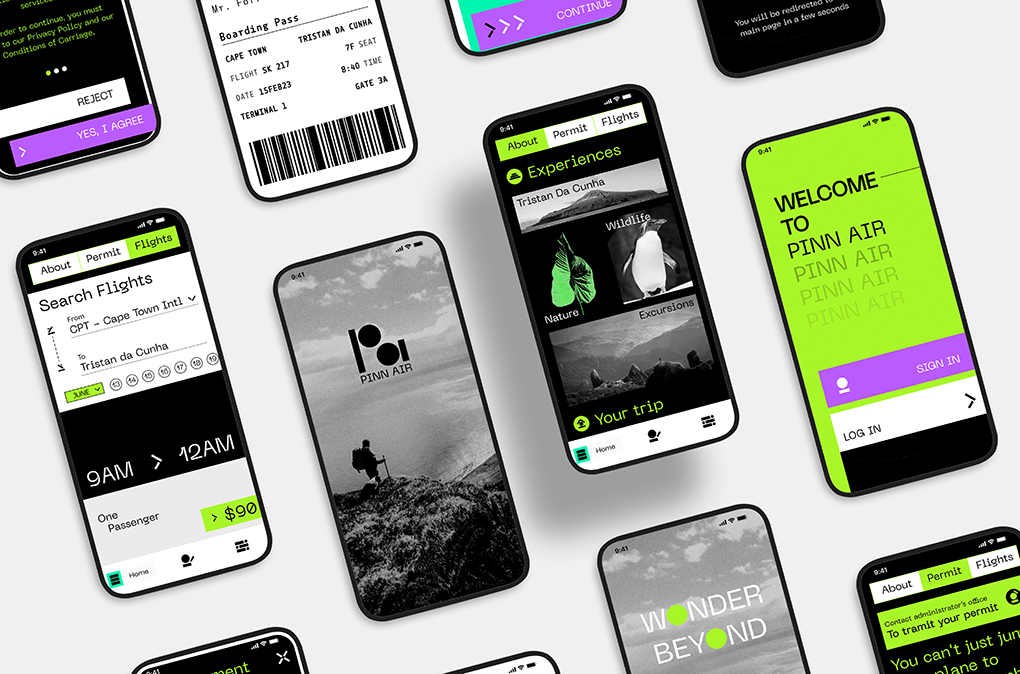 services.
order to continue, you must
to our Privacy Policy and our
Conditions of Carriage.
REJECT
YES, I AGREE
Boarding Pass
CAPE TOWN
TRISTAN DA CUNHA
FLIGHT SK 217
7F SEAT
DATE 15FEB23
8:40 TIME
TERMINAL 1
GATE 3A
CONTINUE
You will be redirected to
main page in a few seconds
9:41
About
Permit
Flights
Search Flights
From
CPT - Cape Town Intl
To
Tristan da Cunha
JUNE
13
14
15
16
17
18
19
9AM
12AM
One
Passenger
$90
Home
9:41
PINN AIR
9:41
About
Permit
Flights
Experiences
Tristan Da Cunha
Wildlife
Nature
Excursions
Your trip
Home
9:41
WELCOME
TO
PINN AIR
PINN AIR
PINN AIR
PINN AIR
SIGN IN
LOG IN
9:41
9:41
WONDER
BEYOND
9:41
About
Permit
Flights
Contact administrator's office
To tramit your permit
You can't just
plane to